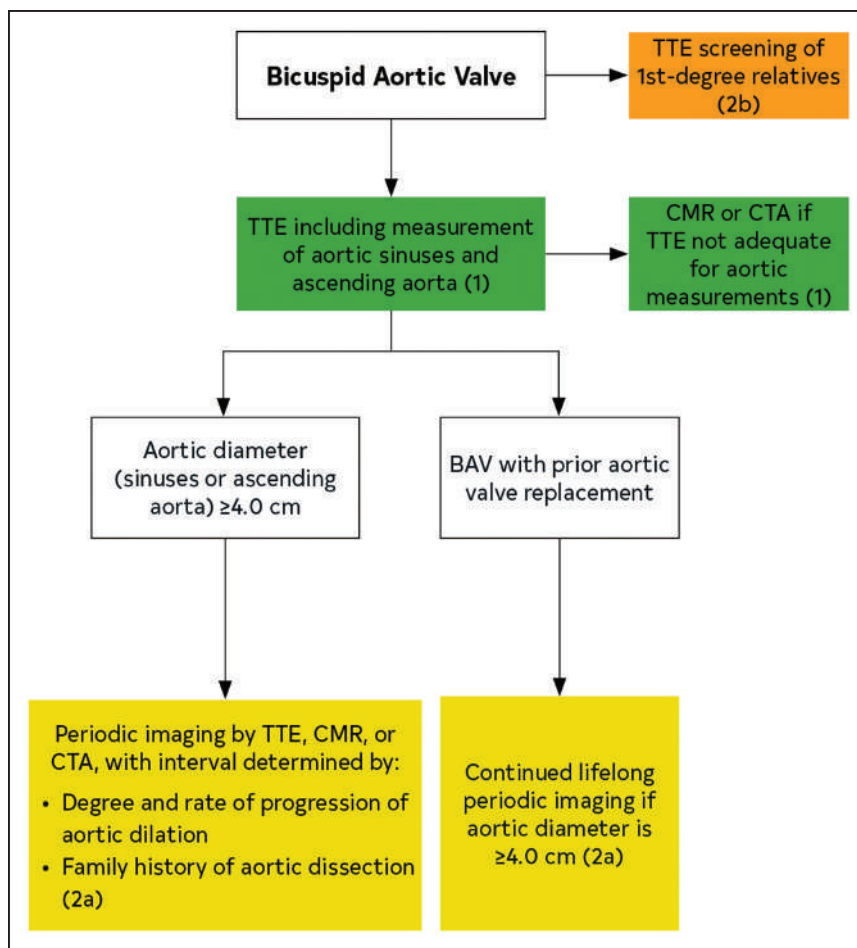 Bicuspid Aortic Valve
TTE screening of
1st-degree relatives
(2b)
TTE including measurement
of aortic sinuses and
ascending aorta (1)
CMR or CTA if
TTE not adequate
for aortic
measurements (1)
Aortic diameter
(sinuses or ascending
aorta) ≥4.0 cm
BAV with prior aortic
valve replacement
Periodic imaging by TTE, CMR, or
CTA, with interval determined by:
• Degree and rate of progression of
aortic dilation
• Family history of aortic dissection
(2a)
Continued lifelong
periodic imaging if
aortic diameter is
≥4.0 cm (2a)